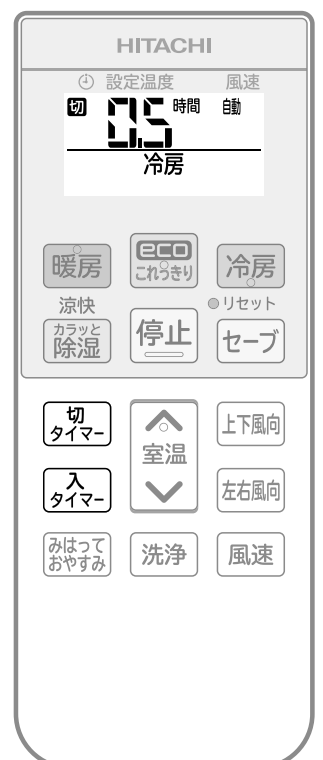 HITACHI
設定温度 風速
切 0.5 時間 自動
冷房
暖房 eco これっきり 冷房
涼快 リセット
カラッと 除湿 停止 セーブ
切 タイマー 上下風向
室温
入 タイマー 左右風向
みはって おやすみ 洗浄 風速